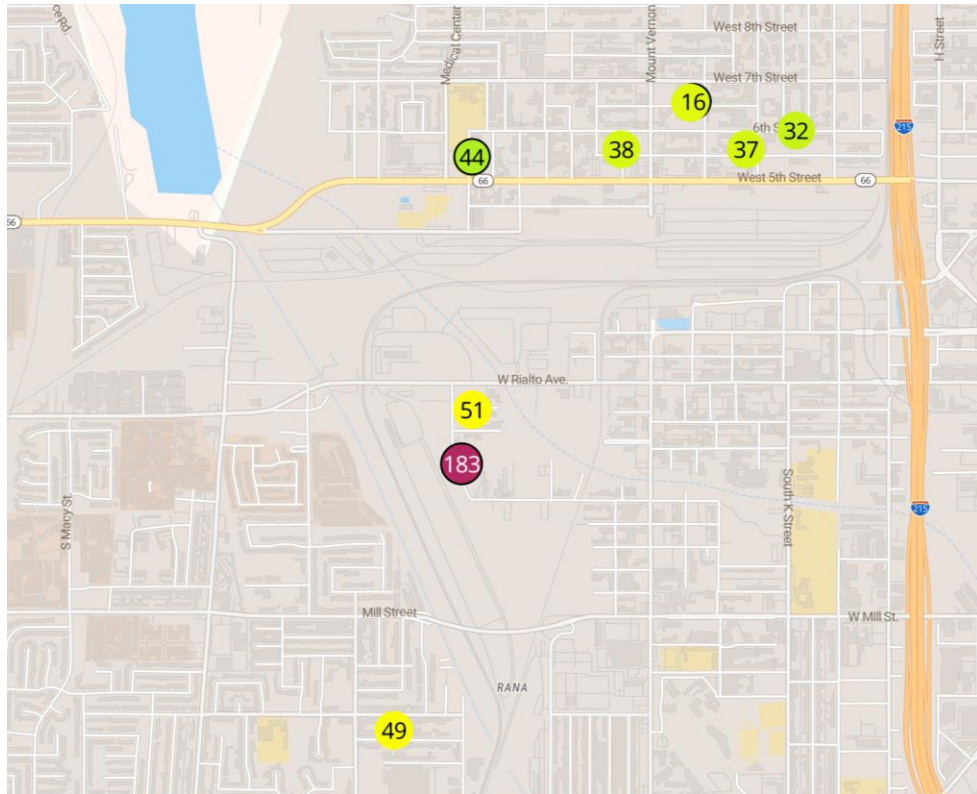 ce Rd.
Medical Center
Mount Vernon
West 8th Street
H Street
West 7th Street
16
32
6th S
215
38
37
44
66
West 5th Street
66
66
W Rialto Ave.
51
183
South K Street
S Macy St.
215
Mill Street
W Mill St.
RANA
49